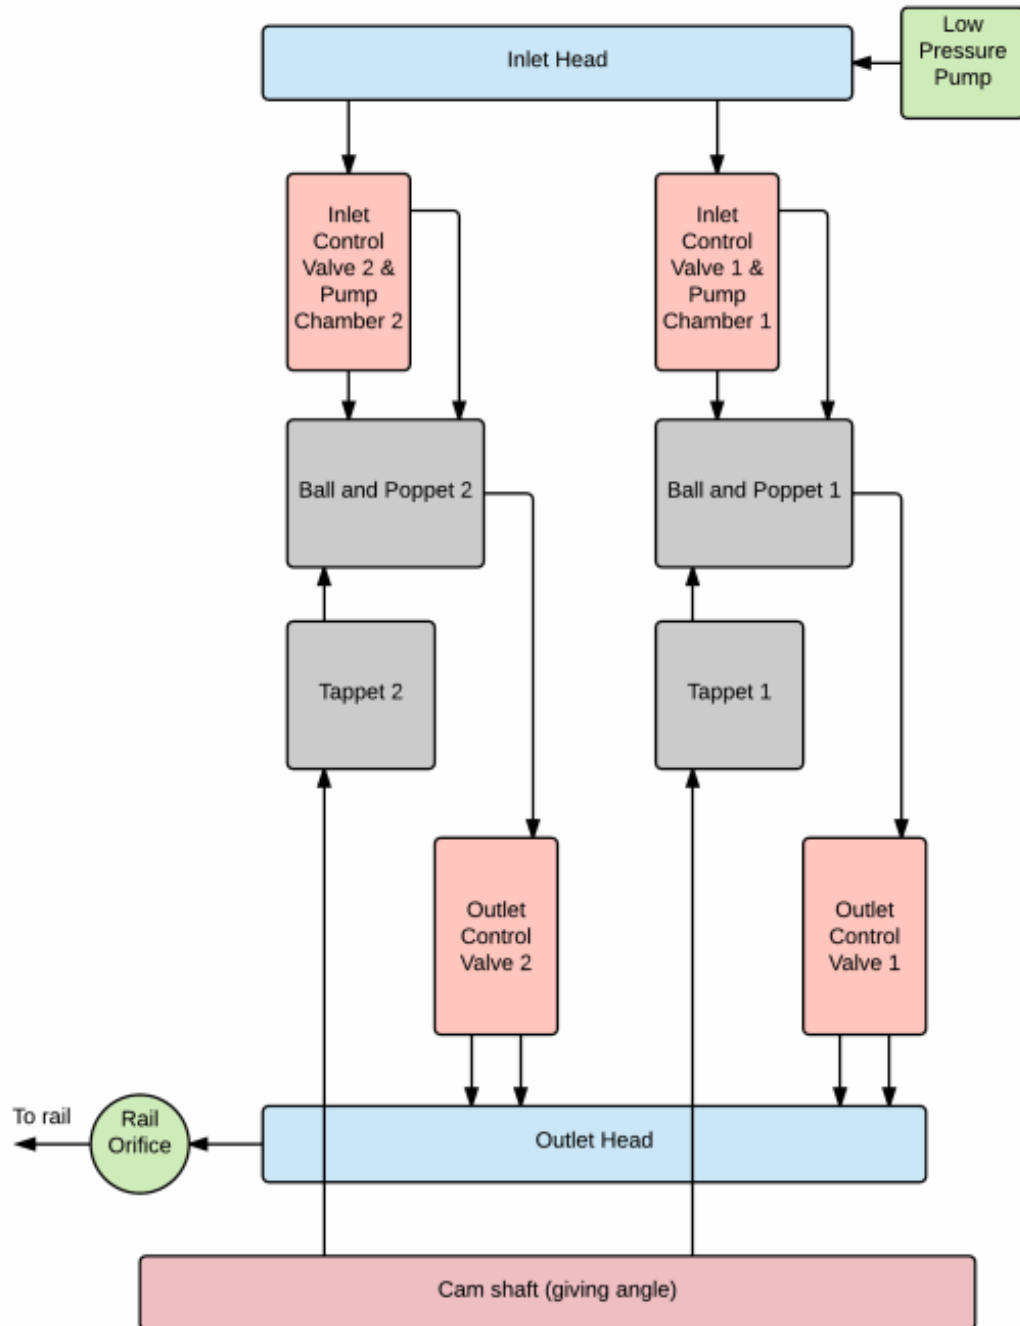 Low
Pressure
Pump
Inlet Head
Inlet
Control
Valve 2 &
Pump
Chamber 2
Inlet
Control
Valve 1 &
Pump
Chamber 1
Ball and Poppet 2
Ball and Poppet 1
Tappet 2
Tappet 1
Outlet
Control
Valve 2
Outlet
Control
Valve 1
To rail
Rail
Orifice
Outlet Head
Cam shaft (giving angle)